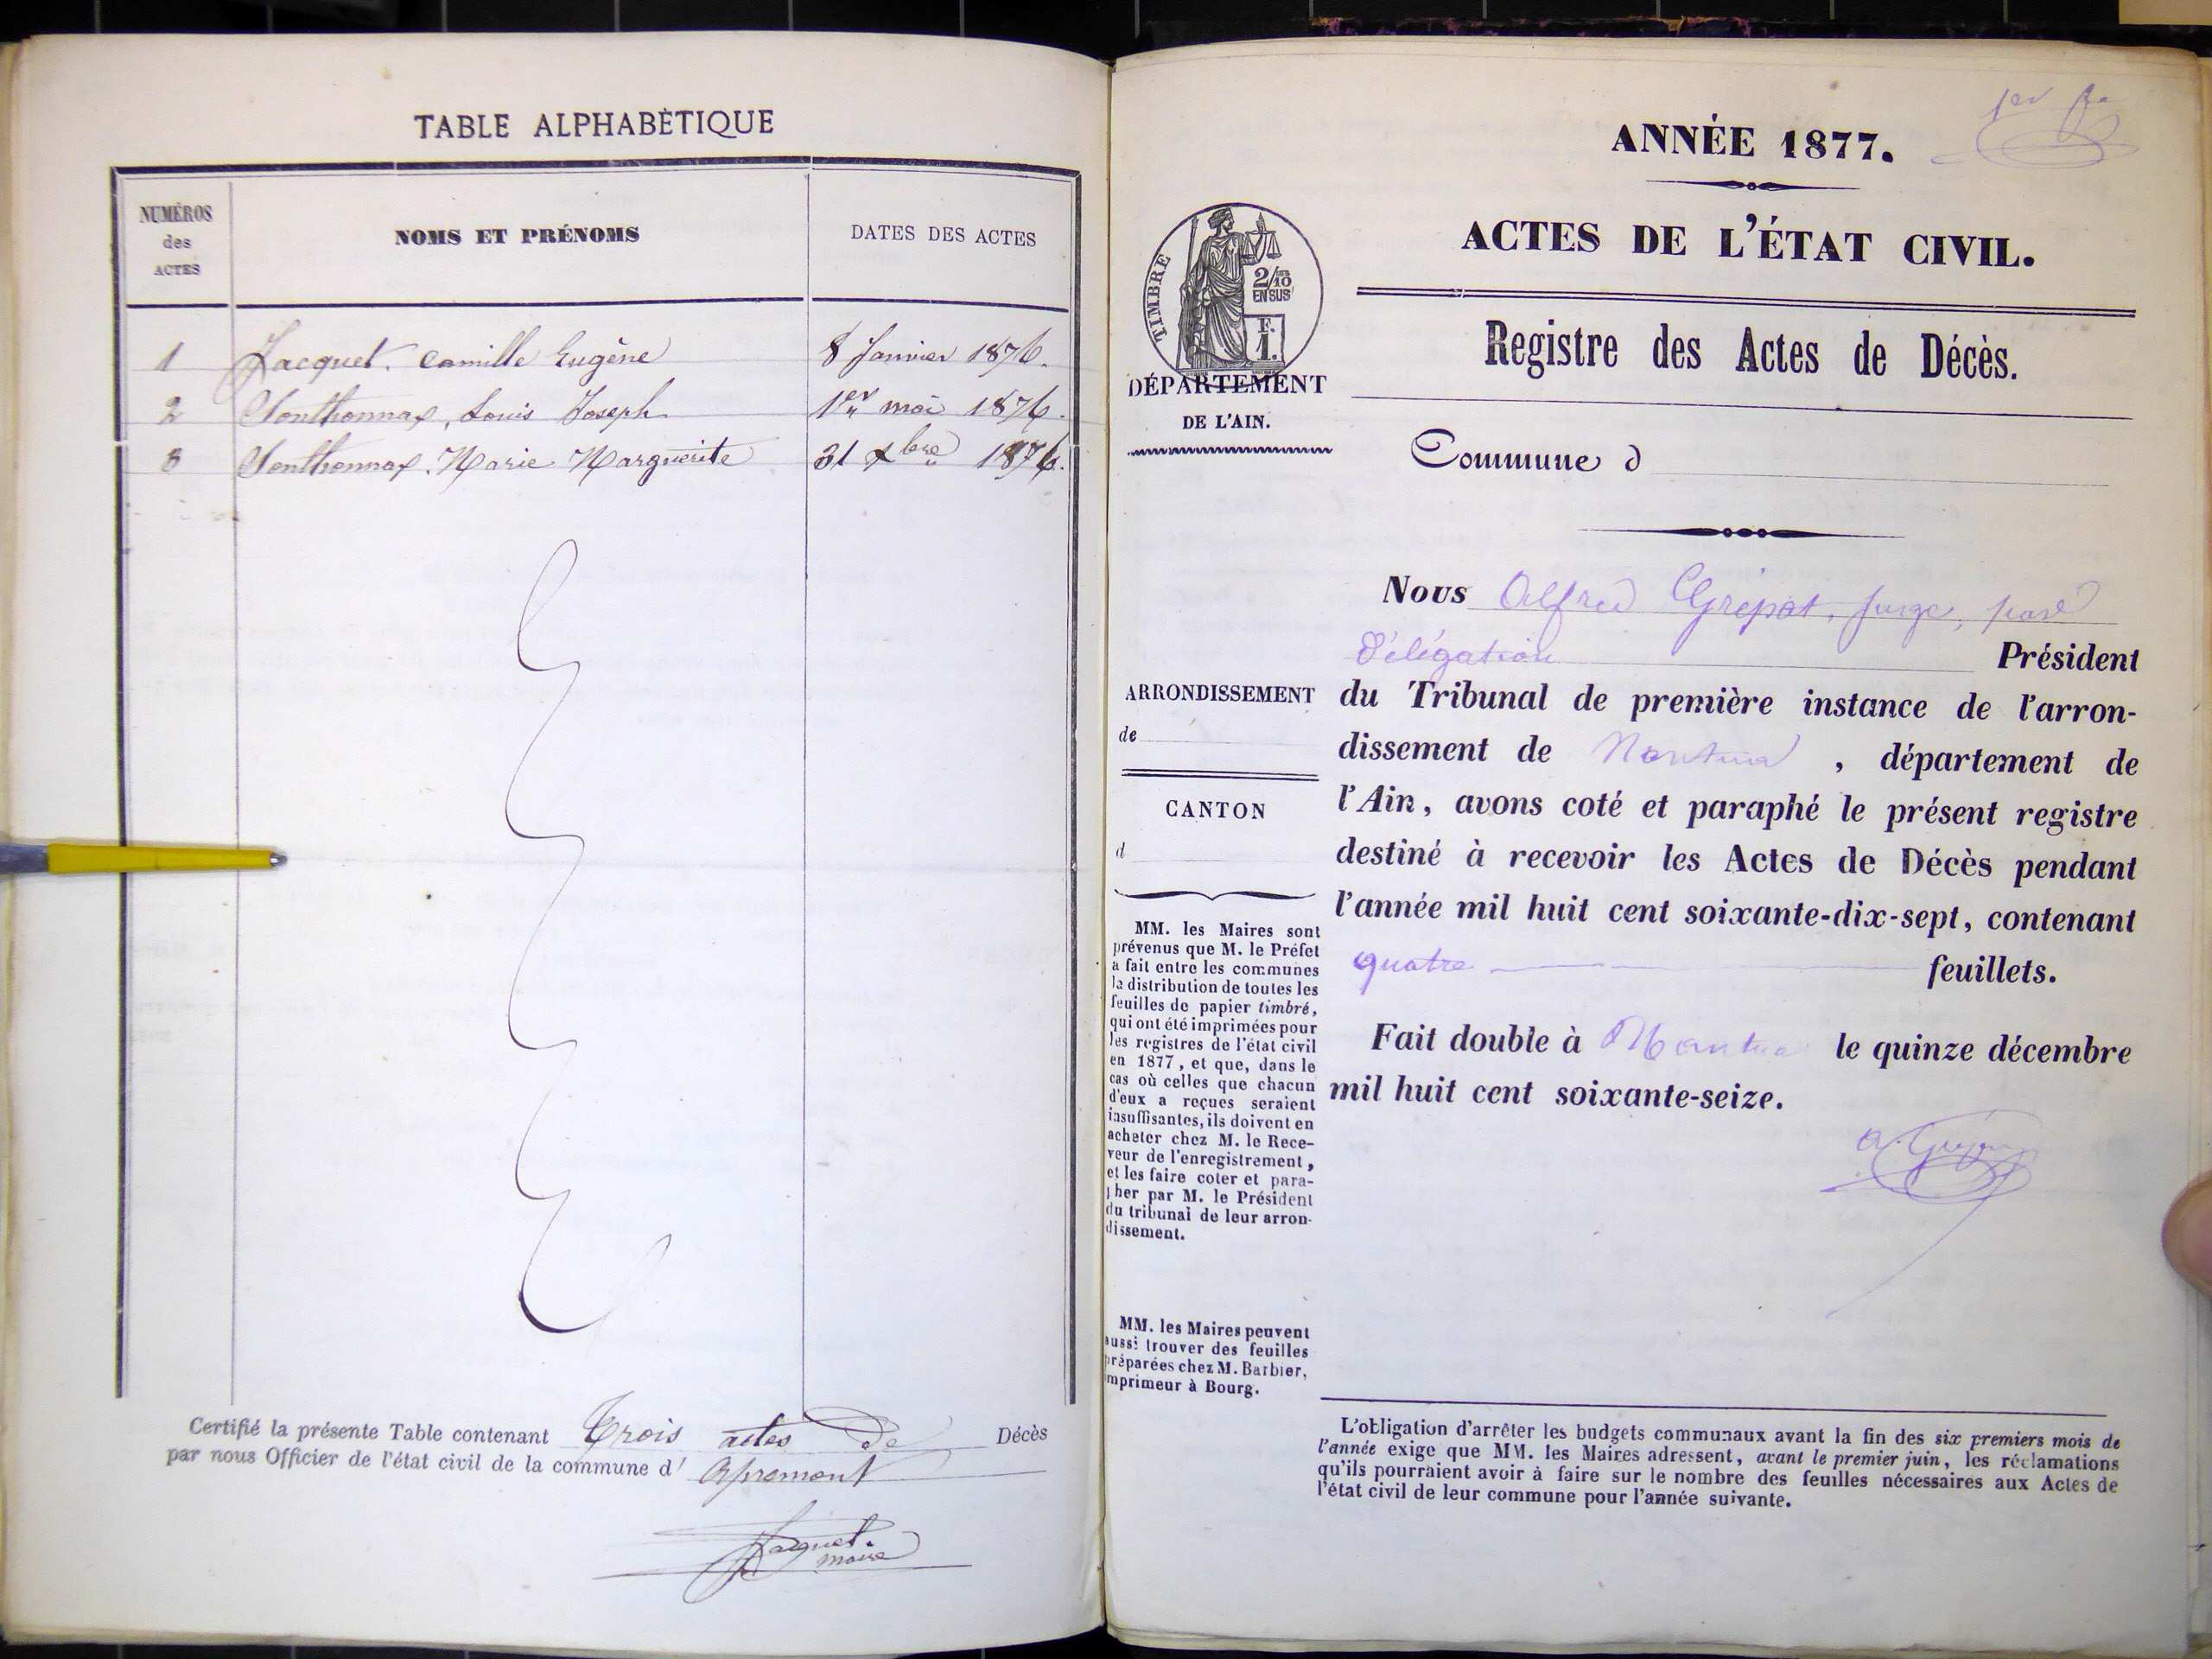 TABLE ALPHABÉTIQUE
NUMÉROS
des
ACTES
NOMS ET PRÉNOMS
DATES DES ACTES
1 Jacquet. Camille Eugène 8 Janvier 1876.
2 Sonthonnax, Louis Joseph 1er mai 1876.
3 Sonthonnax. Marie Marguerite 31 Xbre 1876.
Certifié la présente Table contenant Trois actes de Décès
par nous Officier de l'état civil de la commune d' Apremont
Jacquet.
maire
1er
ANNÉE 1877.
ACTES DE L'ÉTAT CIVIL.
TIMBRE
2/10
EN SUS
F.
1.
Registre des Actes de Décès.
DÉPARTEMENT
DE L'AIN.
Commune d
Nous Alfred Grépat, juge, par
délégation Président
ARRONDISSEMENT
de
du Tribunal de première instance de l'arron-
dissement de Nantua, département de
CANTON
d
l'Ain, avons coté et paraphé le présent registre
destiné à recevoir les Actes de Décès pendant
l'année mil huit cent soixante-dix-sept, contenant
quatre feuillets.
Fait double à Nantua le quinze décembre
mil huit cent soixante-seize.
MM. les Maires sont
prévenus que M. le Préfet
a fait entre les communes
la distribution de toutes les
feuilles de papier timbré,
qui ont été imprimées pour
les registres de l'état civil
en 1877, et que, dans le
cas où celles que chacun
d'eux a reçues seraient
insuffisantes, ils doivent en
acheter chez M. le Rece-
veur de l'enregistrement,
et les faire coter et para-
pher par M. le Président
du tribunal de leur arron-
dissement.
MM. les Maires peuvent
aussi trouver des feuilles
préparées chez M. Barbier,
imprimeur à Bourg.
L'obligation d'arrêter les budgets communaux avant la fin des six premiers mois de
l'année exige que MM. les Maires adressent, avant le premier juin, les réclamations
qu'ils pourraient avoir à faire sur le nombre des feuilles nécessaires aux Actes de
l'état civil de leur commune pour l'année suivante.